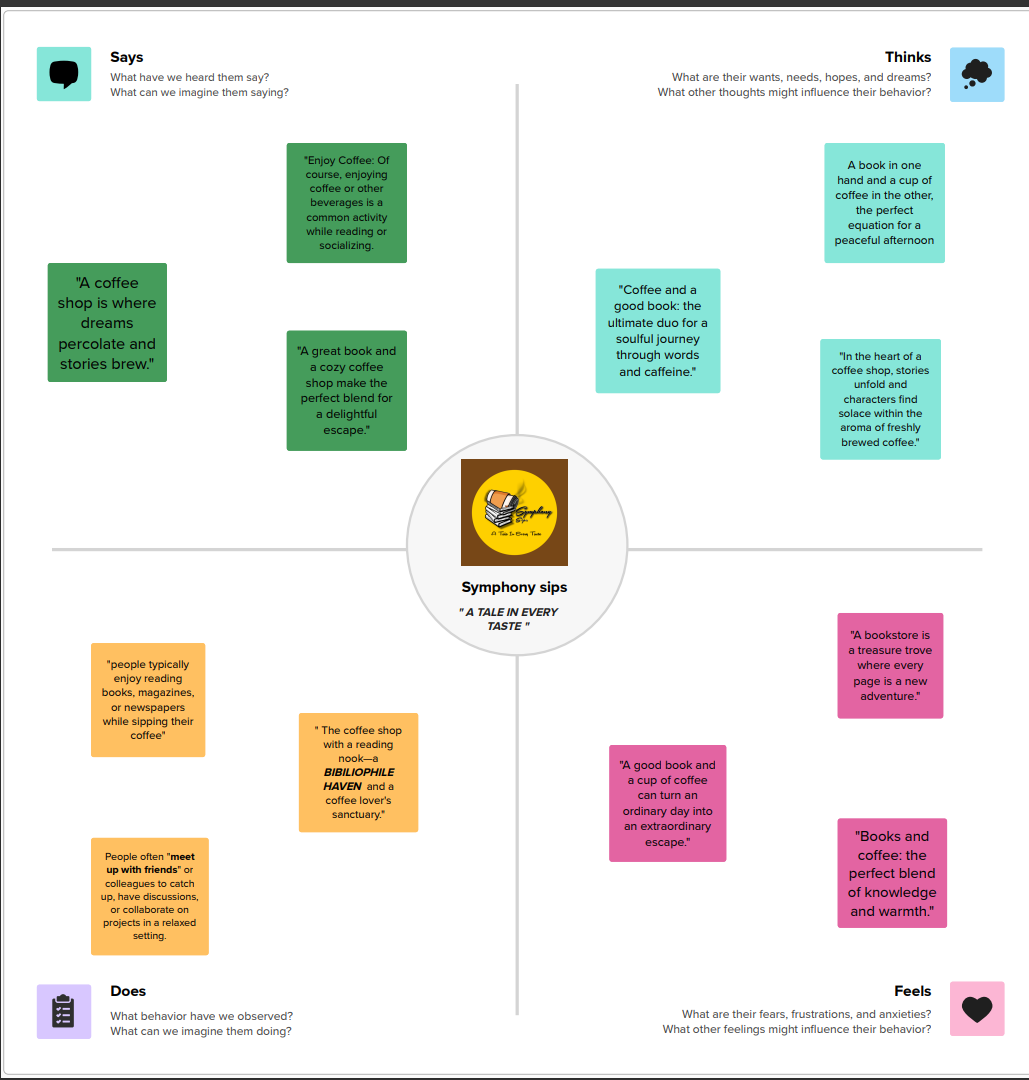 Says
What have we heard them say?
What can we imagine them saying?
Thinks
What are their wants, needs, hopes, and dreams?
What other thoughts might influence their behavior?
"Enjoy Coffee: Of
course, enjoying
coffee or other
beverages is a
common activity
while reading or
socializing.
"A coffee
shop is where
dreams
percolate and
stories brew."
"A great book and
a cozy coffee
shop make the
perfect blend for
a delightful
escape."
A book in one
hand and a cup of
coffee in the other,
the perfect
equation for a
peaceful afternoon
"Coffee and a
good book: the
ultimate duo for a
soulful journey
through words
and caffeine."
"In the heart of a
coffee shop, stories
unfold and
characters find
solace within the
aroma of freshly
brewed coffee."
Symphony
Sips
A Tale In Every Taste
Symphony sips
" A TALE IN EVERY
TASTE "
"people typically
enjoy reading
books, magazines,
or newspapers
while sipping their
coffee"
" The coffee shop
with a reading
nook—a
BIBILIOPHILE
HAVEN and a
coffee lover's
sanctuary."
People often "meet
up with friends" or
colleagues to catch
up, have discussions,
or collaborate on
projects in a relaxed
setting.
"A bookstore is
a treasure trove
where every
page is a new
adventure."
"A good book and
a cup of coffee
can turn an
ordinary day into
an extraordinary
escape."
"Books and
coffee: the
perfect blend
of knowledge
and warmth."
Does
What behavior have we observed?
What can we imagine them doing?
Feels
What are their fears, frustrations, and anxieties?
What other feelings might influence their behavior?